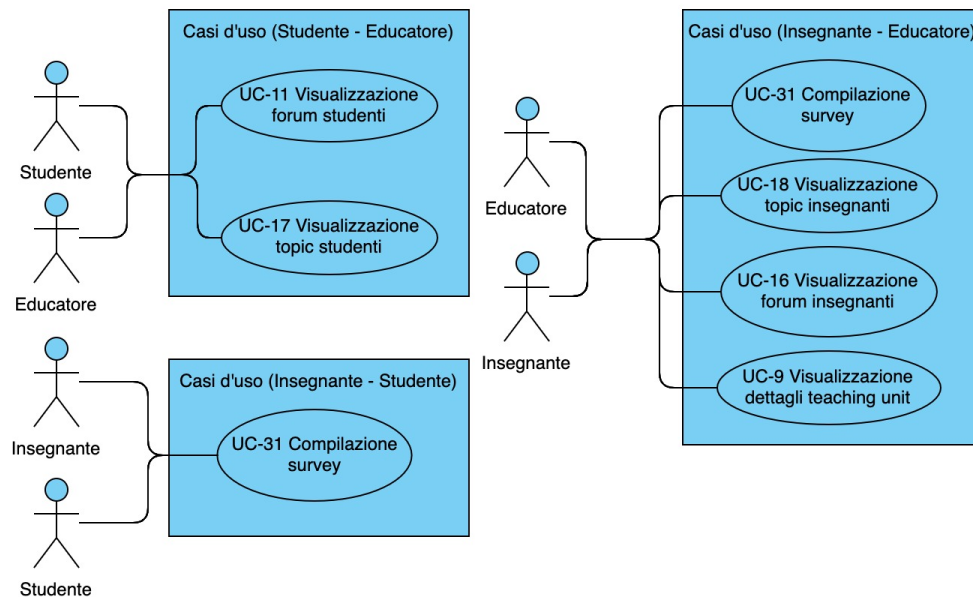 Casi d'uso (Studente - Educatore)
Studente
Educatore
UC-11 Visualizzazione
forum studenti
UC-17 Visualizzazione
topic studenti
Casi d'uso (Insegnante - Educatore)
Educatore
Insegnante
UC-31 Compilazione
survey
UC-18 Visualizzazione
topic insegnanti
UC-16 Visualizzazione
forum insegnanti
UC-9 Visualizzazione
dettagli teaching unit
Casi d'uso (Insegnante - Studente)
Insegnante
Studente
UC-31 Compilazione
survey